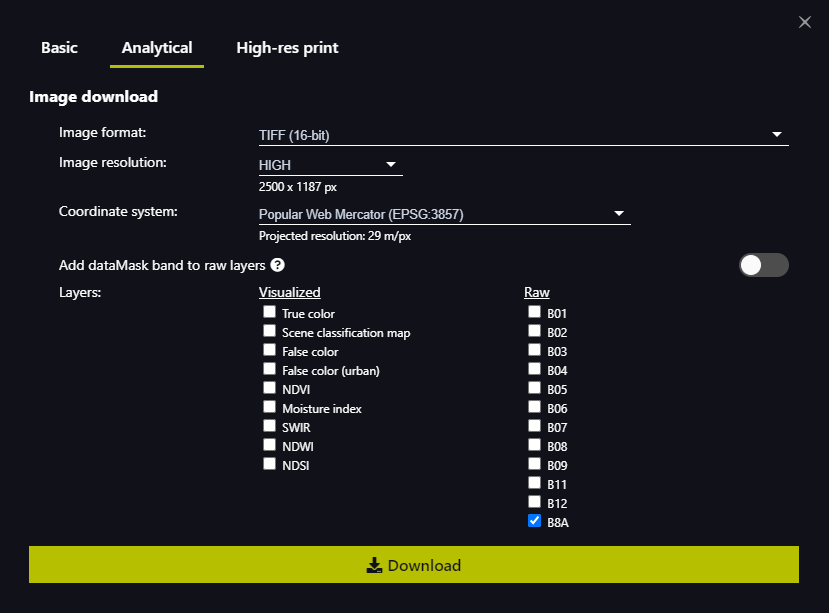 Basic Analytical High-res print
Image download
Image format: TIFF (16-bit)
Image resolution: HIGH
2500 x 1187 px
Coordinate system: Popular Web Mercator (EPSG:3857)
Projected resolution: 29 m/px
Add dataMask band to raw layers ?
Layers: Visualized Raw
True color B01
Scene classification map B02
False color B03
False color (urban) B04
NDVI B05
Moisture index B06
SWIR B07
NDWI B08
NDSI B09
B11
B12
B8A
Download